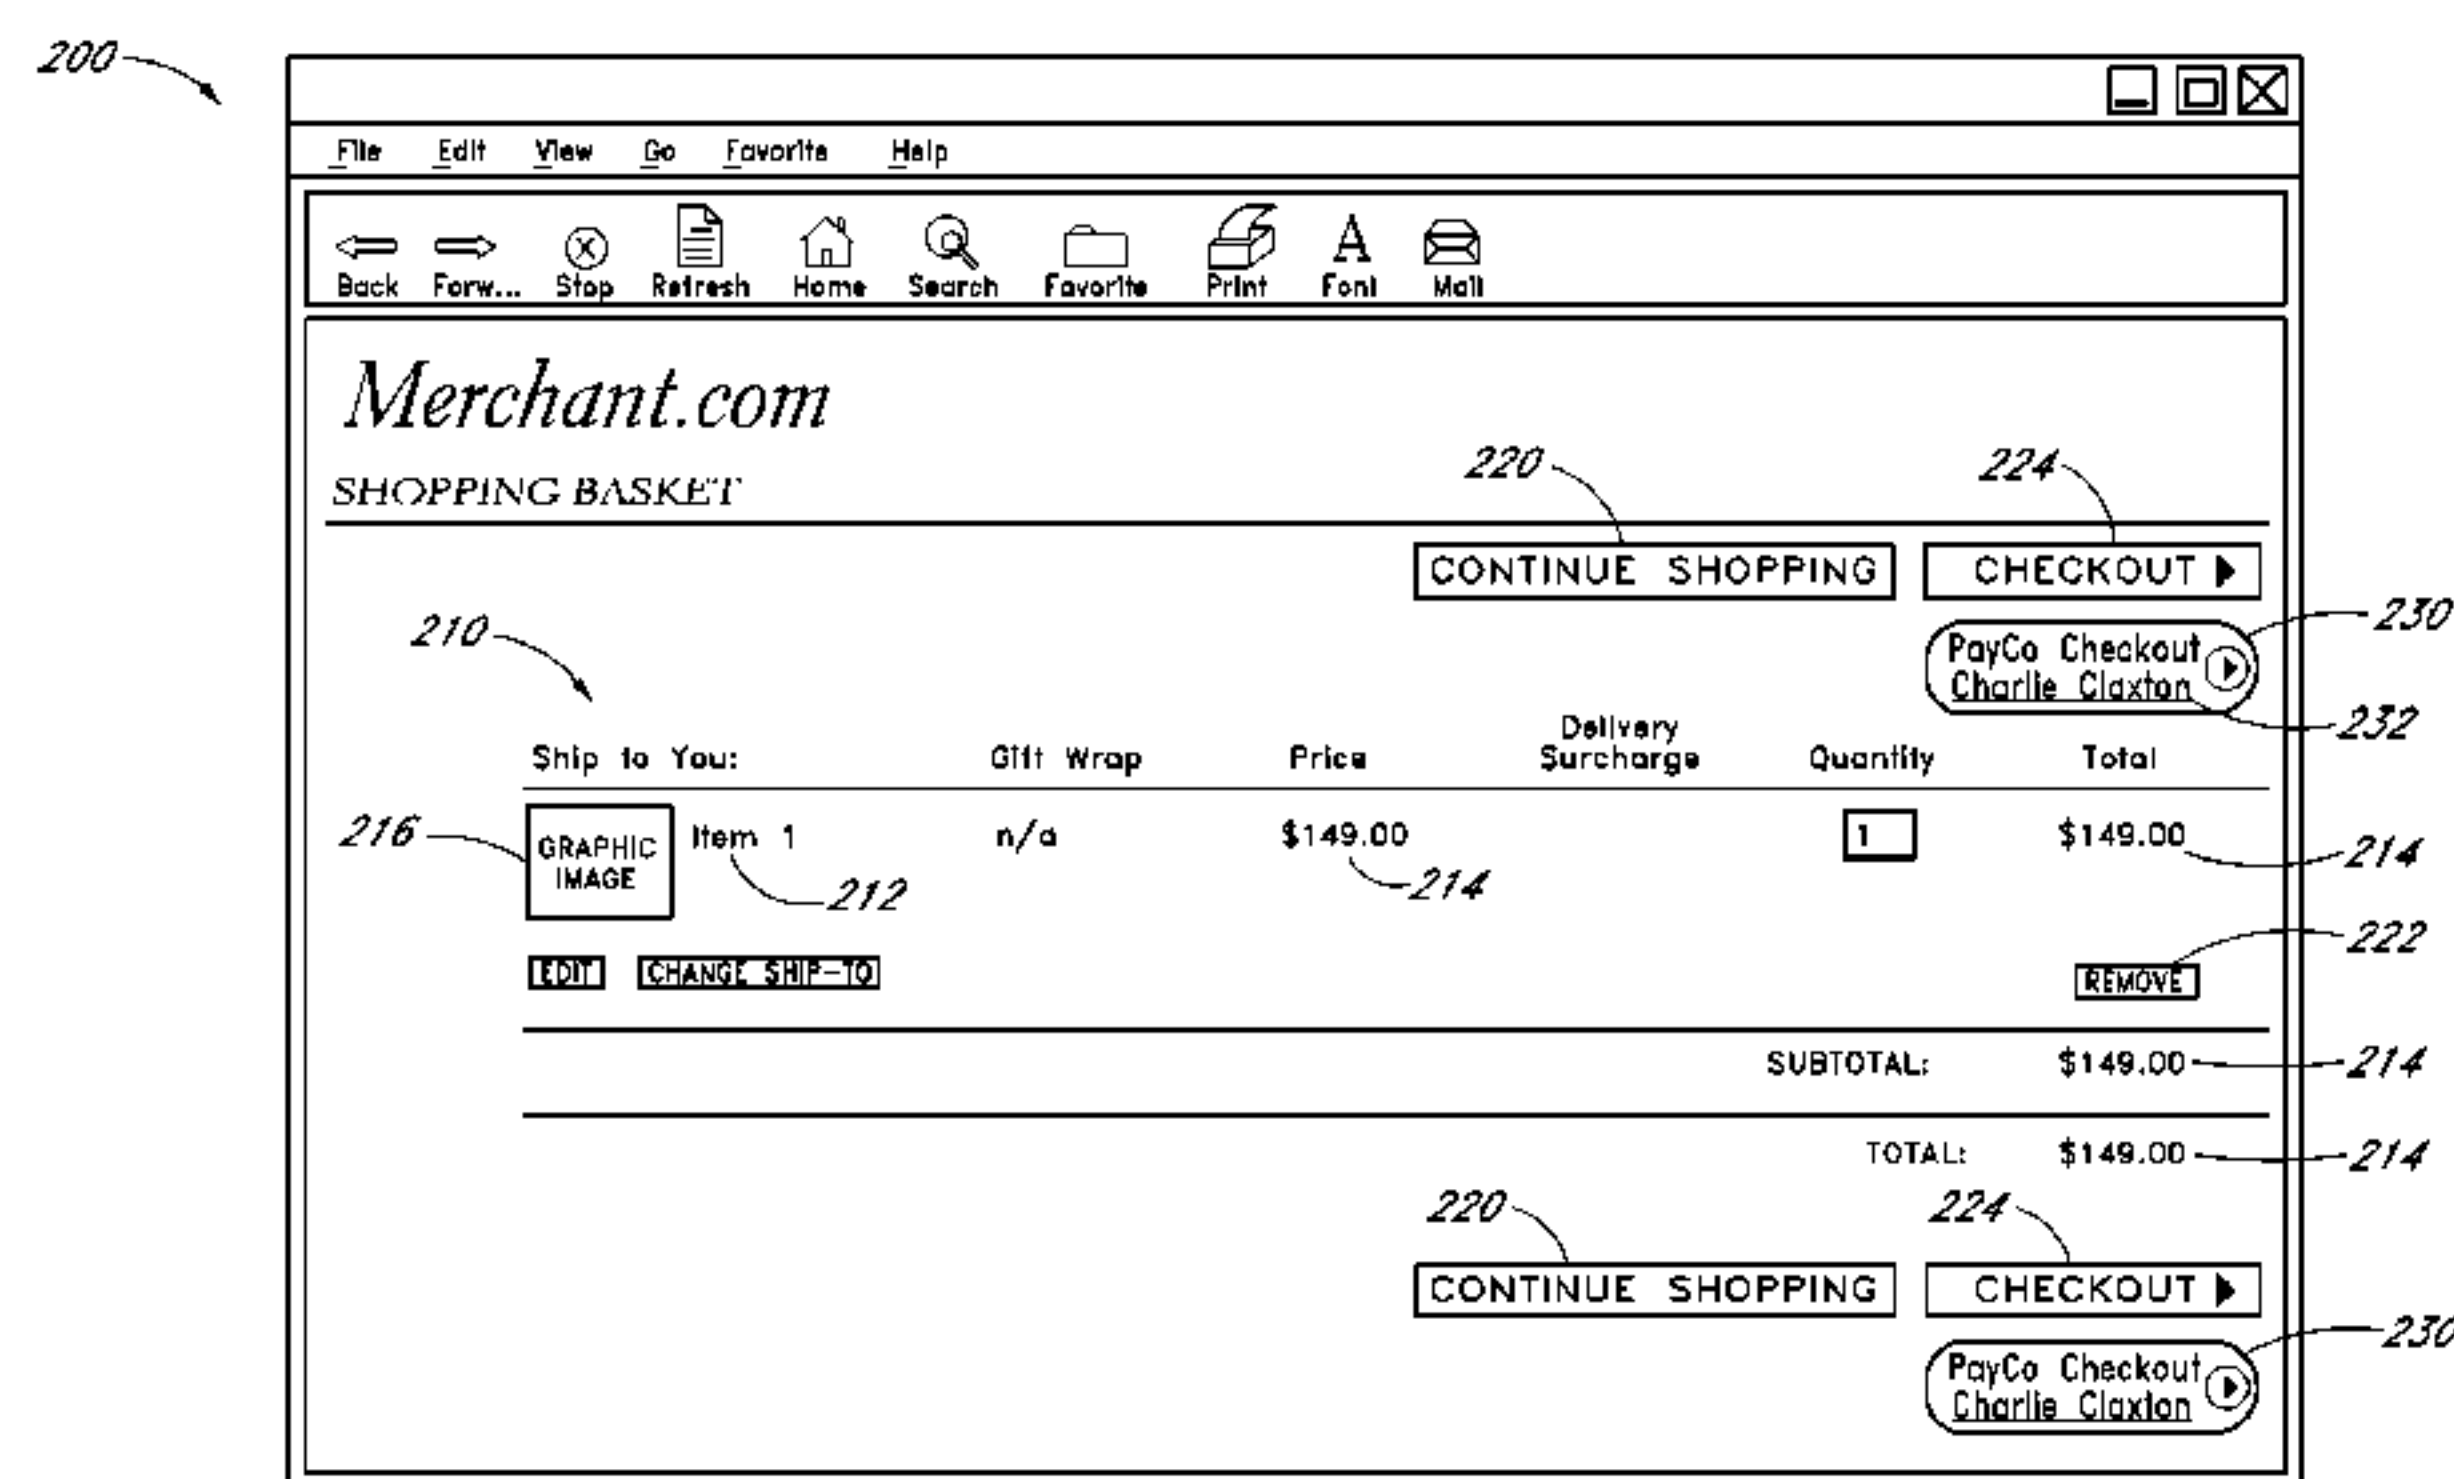 200
File Edit View Go Favorite Help
Back Forw... Stop Refresh Home Search Favorite Print Font Mail
Merchant.com
SHOPPING BASKET
220 224
CONTINUE SHOPPING CHECKOUT
230
PayCo Checkout
Charlie Claxton
232
210
Ship to You: Gift Wrap Price Delivery Surcharge Quantity Total
216 GRAPHIC IMAGE Item 1 n/a $149.00 1 $149.00 214
212 214
222
EDIT CHANGE SHIP-TO REMOVE
SUBTOTAL: $149.00 214
TOTAL: $149.00 214
220 224
CONTINUE SHOPPING CHECKOUT
230
PayCo Checkout
Charlie Claxton